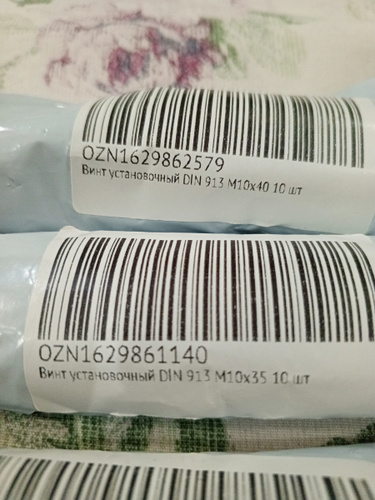 OZN1629862579
Винт установочный DIN 913 M10x40 10 шт
OZN1629861140
Винт установочный DIN 913 M10x35 10 шт